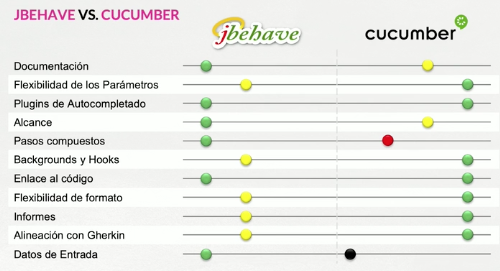 JBEHAVE VS. CUCUMBER
jbehave
cucumber
Documentación
Flexibilidad de los Parámetros
Plugins de Autocompletado
Alcance
Pasos compuestos
Backgrounds y Hooks
Enlace al código
Flexibilidad de formato
Informes
Alineación con Gherkin
Datos de Entrada